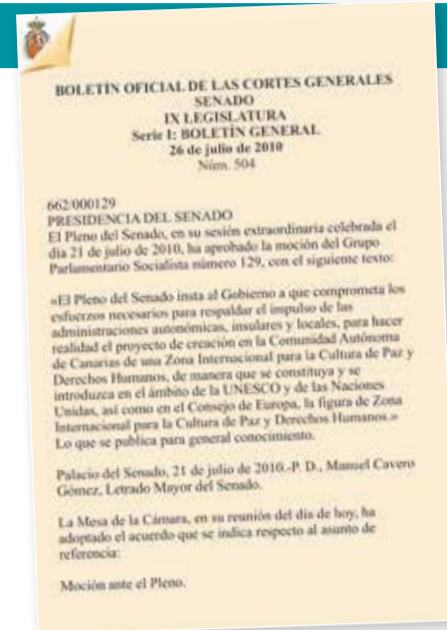 BOLETÍN OFICIAL DE LAS CORTES GENERALES
SENADO
IX LEGISLATURA
Serie I: BOLETÍN GENERAL
26 de julio de 2010
Núm. 504
662/000129
PRESIDENCIA DEL SENADO
El Pleno del Senado, en su sesión extraordinaria celebrada el
día 21 de julio de 2010, ha aprobado la moción del Grupo
Parlamentario Socialista número 129, con el siguiente texto:
«El Pleno del Senado insta al Gobierno a que comprometa los
esfuerzos necesarios para respaldar el impulso de las
administraciones autonómicas, insulares y locales, para hacer
realidad el proyecto de creación en la Comunidad Autónoma
de Canarias de una Zona Internacional para la Cultura de Paz y
Derechos Humanos, de manera que se constituya y se
introduzca en el ámbito de la UNESCO y de las Naciones
Unidas, así como en el Consejo de Europa, la figura de Zona
Internacional para la Cultura de Paz y Derechos Humanos.»
Lo que se publica para general conocimiento.
Palacio del Senado, 21 de julio de 2010.-P. D., Manuel Cavero
Gómez, Letrado Mayor del Senado.
La Mesa de la Cámara, en su reunión del día de hoy, ha
adoptado el acuerdo que se indica respecto al asunto de
referencia:
Moción ante el Pleno.